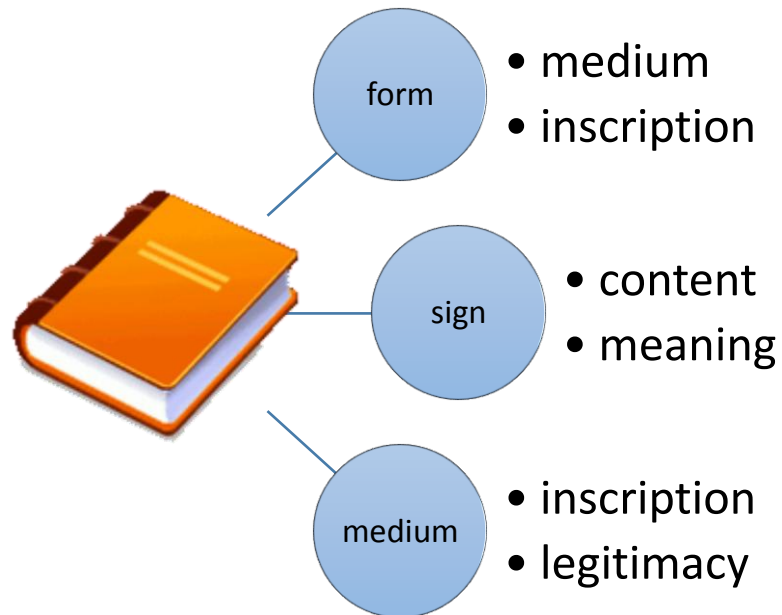 form
• medium
• inscription
sign
• content
• meaning
medium
• inscription
• legitimacy